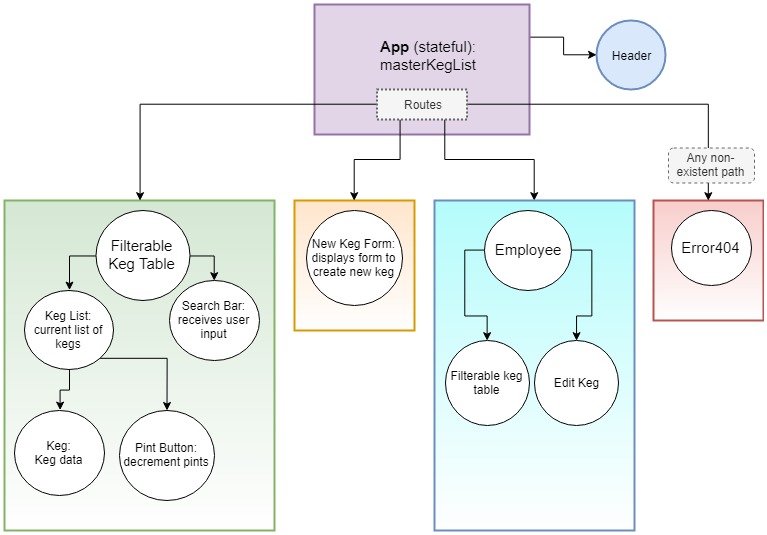 App (stateful):
masterKegList
Header
Routes
Any non-
existent path
Filterable
Keg Table
New Keg Form:
displays form to
create new keg
Employee
Error404
Keg List:
current list of
kegs
Search Bar:
receives user
input
Filterable keg
table
Edit Keg
Keg:
Keg data
Pint Button:
decrement pints